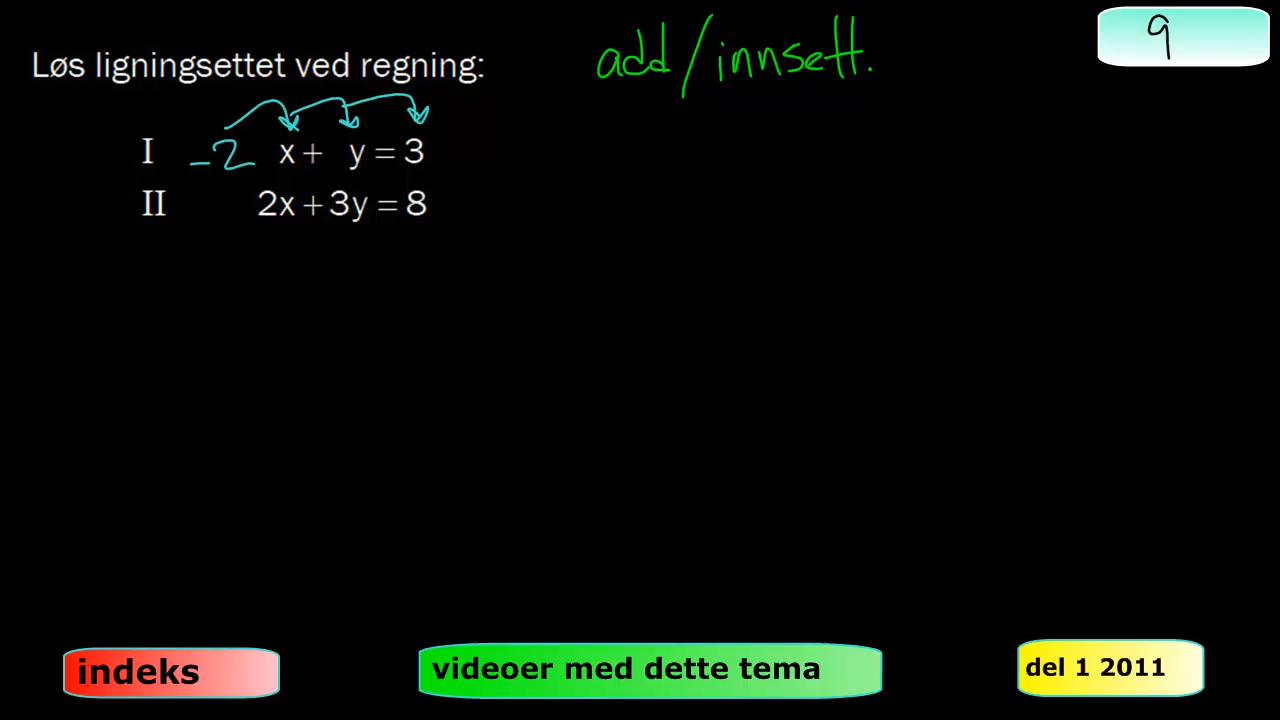 Løs ligningsettet ved regning:
add/innsett.
9
I -2 x + y = 3
II 2x + 3y = 8
indeks
videoer med dette tema
del 1 2011